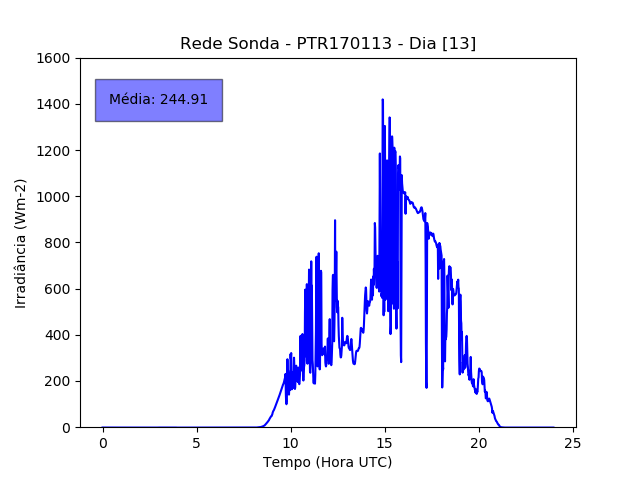 Rede Sonda - PTR170113 - Dia [13]
Média: 244.91
Irradiância (Wm-2)
1600
1400
1200
1000
800
600
400
200
0
0 5 10 15 20 25
Tempo (Hora UTC)